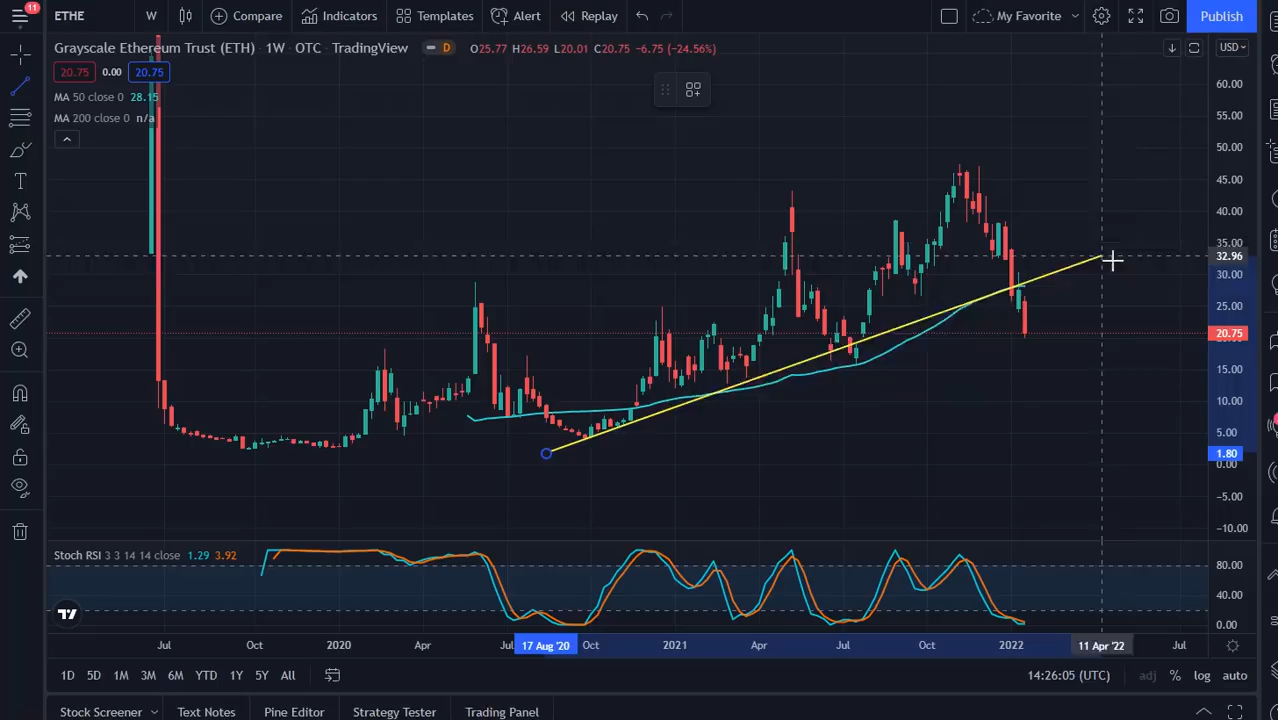 11
ETHE W Compare Indicators Templates Alert Replay My Favorite Publish
Grayscale Ethereum Trust (ETH) · 1W · OTC · TradingView D O25.77 H26.59 L20.01 C20.75 −6.75 (−24.56%) USD
20.75 0.00 20.75
MA 50 close 0 28.15
MA 200 close 0 n/a
60.00
55.00
50.00
45.00
40.00
35.00
32.96
30.00
25.00
20.75
15.00
10.00
5.00
1.80
0.00
−5.00
−10.00
Stoch RSI 3 3 14 14 close 1.29 3.92
80.00
40.00
0.00
Jul Oct 2020 Apr Jul 17 Aug '20 Oct 2021 Apr Jul Oct 2022 11 Apr '22 Jul
1D 5D 1M 3M 6M YTD 1Y 5Y All 14:26:05 (UTC) adj % log auto
Stock Screener Text Notes Pine Editor Strategy Tester Trading Panel